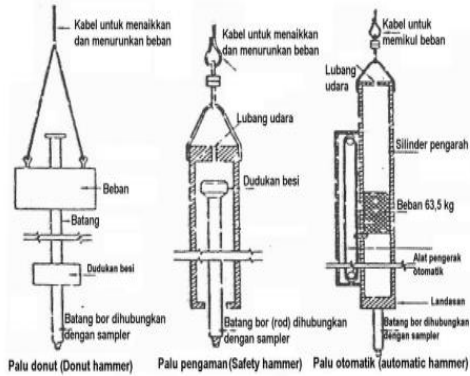 Kabel untuk menaikkan
dan menurunkan beban
Beban
Batang
Dudukan besi
Batang bor dihubungkan
dengan sampler
Palu donut (Donut hammer)
Kabel untuk menaikkan
dan menurunkan beban
Lubang udara
Dudukan besi
Batang bor (rod) dihubungkan
dengan sampler
Palu pengaman (Safety hammer)
Kabel untuk
memikul beban
Lubang
udara
Silinder pengarah
Beban 63,5 kg
Alat pengerak
otomatik
Landasan
Batang bor dihubungkan
dengan sampler
Palu otomatik (automatic hammer)